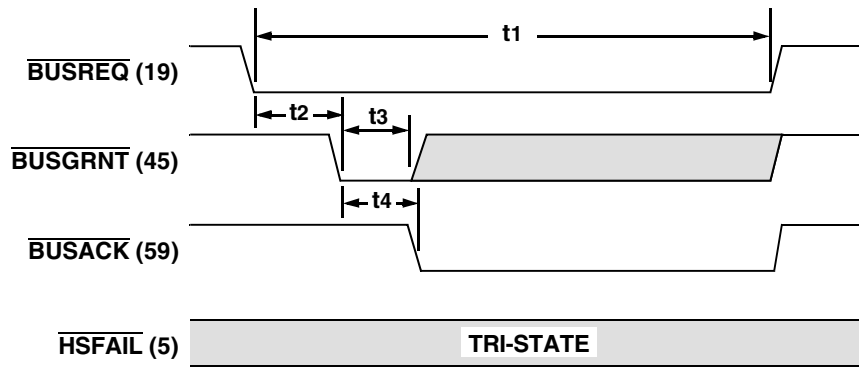 t1
BUSREQ (19)
t2
t3
BUSGRNT (45)
t4
BUSACK (59)
HSFAIL (5)
TRI-STATE